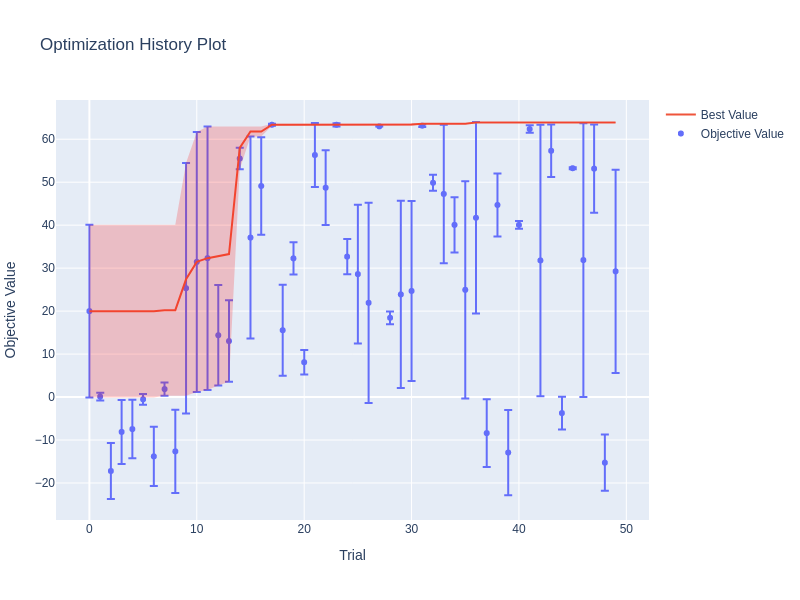 Optimization History Plot
Best Value
Objective Value
60
50
40
30
20
10
0
−10
−20
Objective Value
0 10 20 30 40 50
Trial